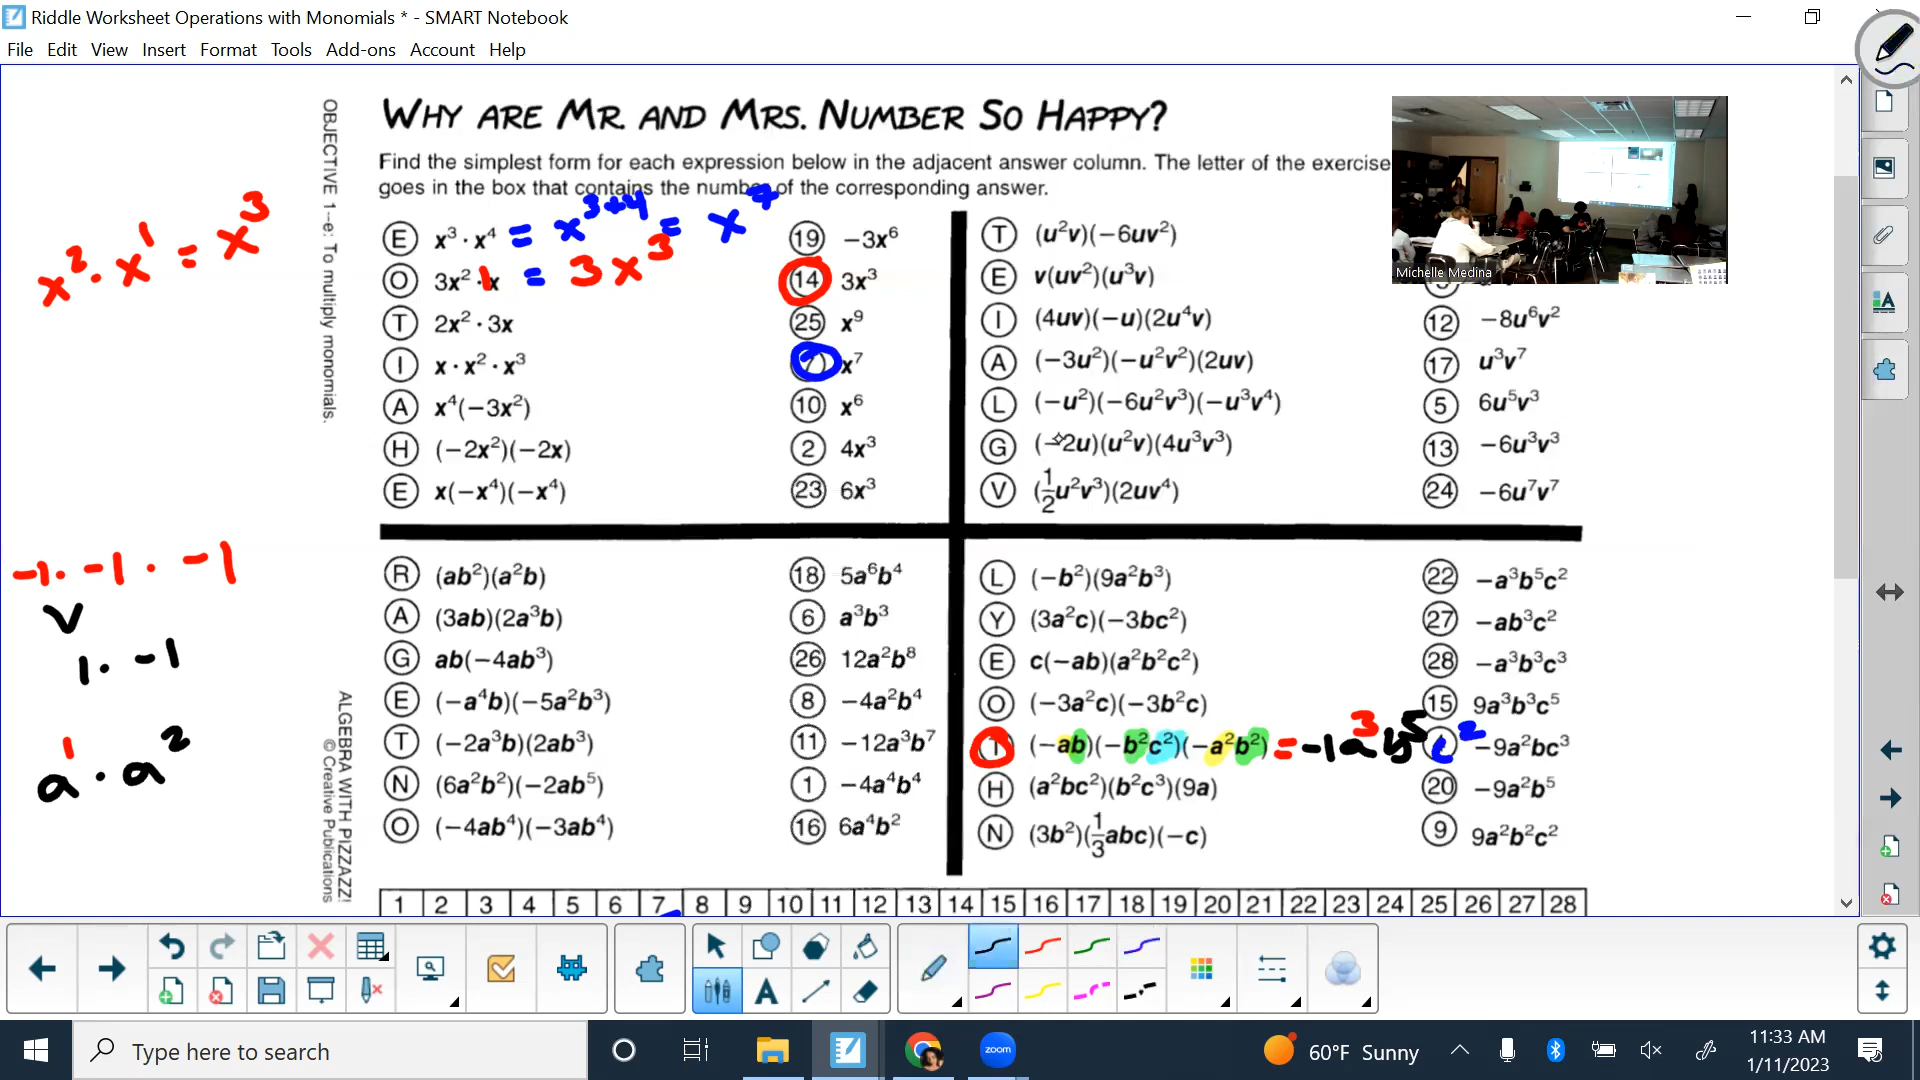 Riddle Worksheet Operations with Monomials * - SMART Notebook
File Edit View Insert Format Tools Add-ons Account Help
OBJECTIVE 1–e: To multiply monomials.
ALGEBRA WITH PIZZAZZ!
© Creative Publications
WHY ARE MR. AND MRS. NUMBER SO HAPPY?
Find the simplest form for each expression below in the adjacent answer column. The letter of the exercise
goes in the box that contains the number of the corresponding answer.
x² · x¹ = x³
-1 · -1 · -1
1 · -1
a¹ · a²
E x³ · x⁴ = x³⁺⁴ = x⁷
O 3x² · x = 3x³
T 2x² · 3x
I x · x² · x³
A x⁴(−3x²)
H (−2x²)(−2x)
E x(−x⁴)(−x⁴)
19 −3x⁶
14 3x³
25 x⁹
7 x⁷
10 x⁶
2 4x³
23 6x³
T (u²v)(−6uv²)
E v(uv²)(u³v)
I (4uv)(−u)(2u⁴v)
A (−3u²)(−u²v²)(2uv)
L (−u²)(−6u²v³)(−u³v⁴)
G (−2u)(u²v)(4u³v³)
V (1/2u²v³)(2uv⁴)
12 −8u⁶v²
17 u³v⁷
5 6u⁵v³
13 −6u³v³
24 −6u⁷v⁷
R (ab²)(a²b)
A (3ab)(2a³b)
G ab(−4ab³)
E (−a⁴b)(−5a²b³)
T (−2a³b)(2ab³)
N (6a²b²)(−2ab⁵)
O (−4ab⁴)(−3ab⁴)
18 5a⁶b⁴
6 a³b³
26 12a²b⁸
8 −4a²b⁴
11 −12a³b⁷
1 −4a⁴b⁴
16 6a⁴b²
L (−b²)(9a²b³)
Y (3a²c)(−3bc²)
E c(−ab)(a²b²c²)
O (−3a²c)(−3b²c)
T (−ab)(−b²c²)(−a²b²) = -1a³b⁵c²
H (a²bc²)(b²c³)(9a)
N (3b²)(1/3abc)(−c)
22 −a³b⁵c²
27 −ab³c²
28 −a³b³c³
15 9a³b³c⁵
−9a²bc³
20 −9a²b⁵
9 9a²b²c²
1 2 3 4 5 6 7 8 9 10 11 12 13 14 15 16 17 18 19 20 21 22 23 24 25 26 27 28
Michelle Medina
Type here to search
zoom
60°F Sunny
11:33 AM
1/11/2023